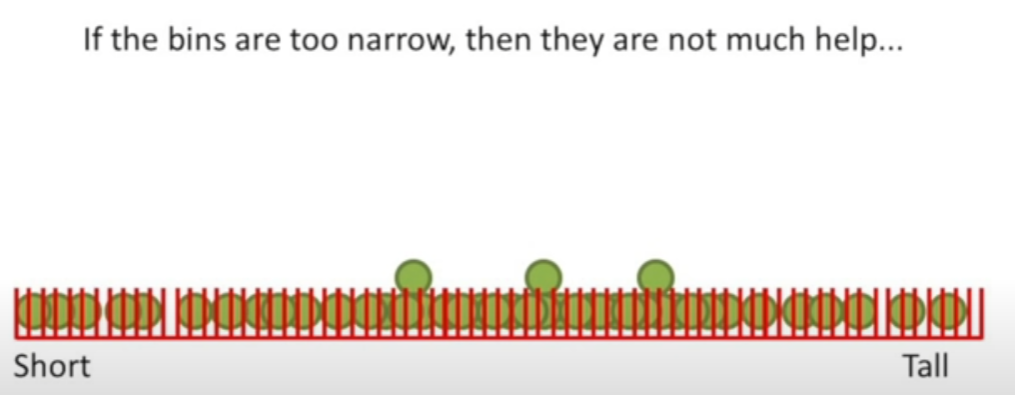 If the bins are too narrow, then they are not much help...
Short
Tall